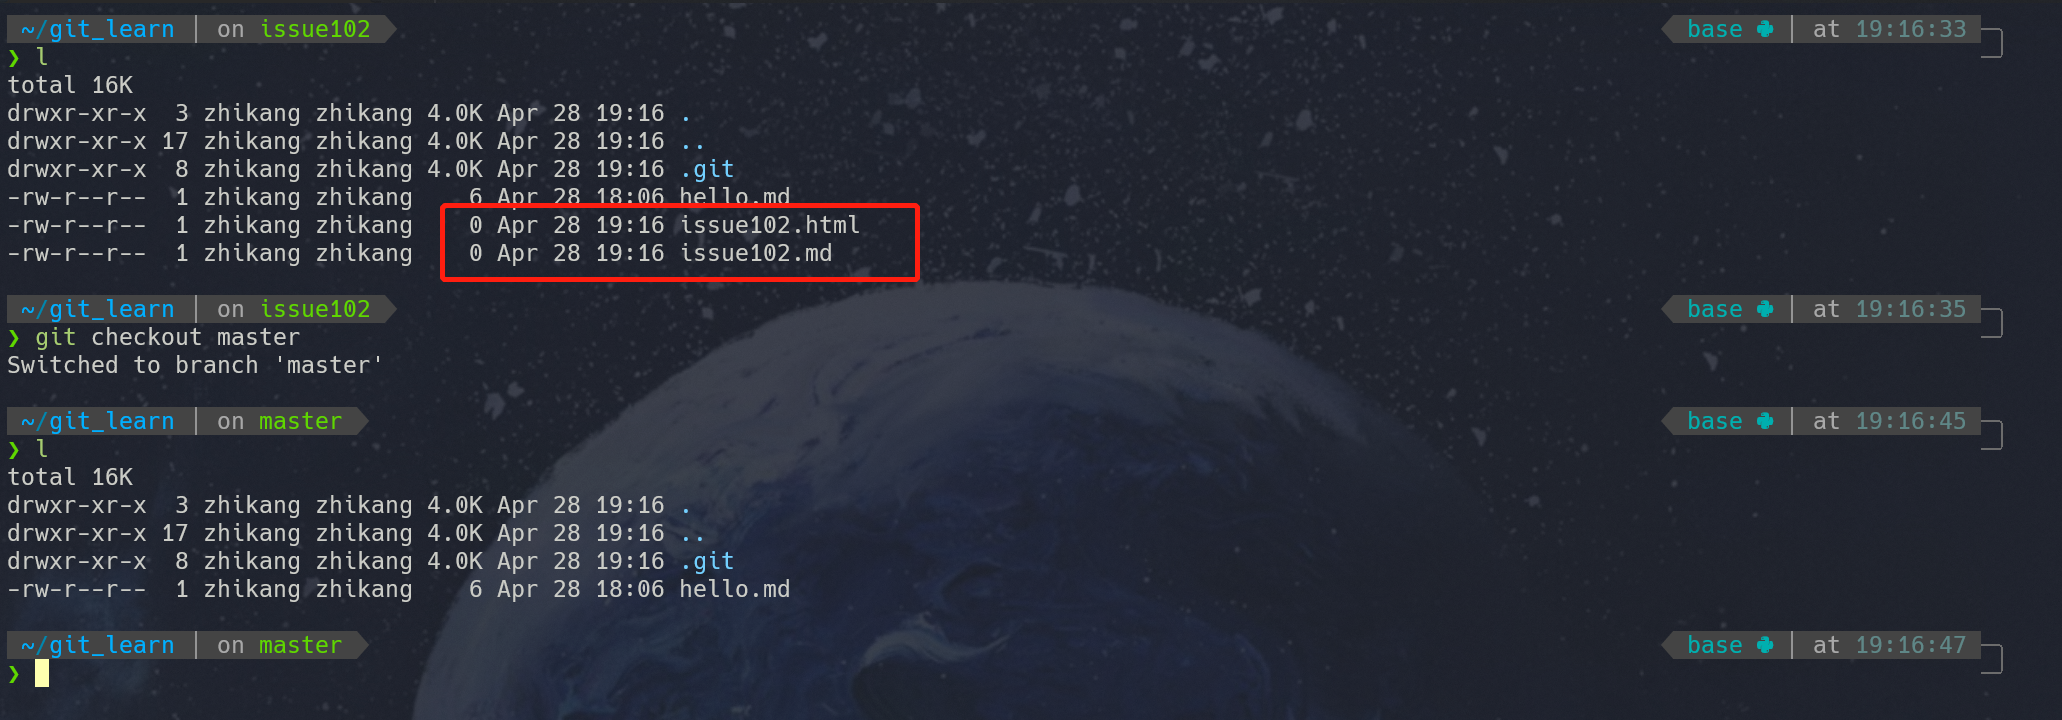 ~/git_learn | on issue102 base | at 19:16:33
❯ l
total 16K
drwxr-xr-x  3 zhikang zhikang 4.0K Apr 28 19:16 .
drwxr-xr-x 17 zhikang zhikang 4.0K Apr 28 19:16 ..
drwxr-xr-x  8 zhikang zhikang 4.0K Apr 28 19:16 .git
-rw-r--r--  1 zhikang zhikang    6 Apr 28 18:06 hello.md
-rw-r--r--  1 zhikang zhikang    0 Apr 28 19:16 issue102.html
-rw-r--r--  1 zhikang zhikang    0 Apr 28 19:16 issue102.md
~/git_learn | on issue102 base | at 19:16:35
❯ git checkout master
Switched to branch 'master'
~/git_learn | on master base | at 19:16:45
❯ l
total 16K
drwxr-xr-x  3 zhikang zhikang 4.0K Apr 28 19:16 .
drwxr-xr-x 17 zhikang zhikang 4.0K Apr 28 19:16 ..
drwxr-xr-x  8 zhikang zhikang 4.0K Apr 28 19:16 .git
-rw-r--r--  1 zhikang zhikang    6 Apr 28 18:06 hello.md
~/git_learn | on master base | at 19:16:47
❯